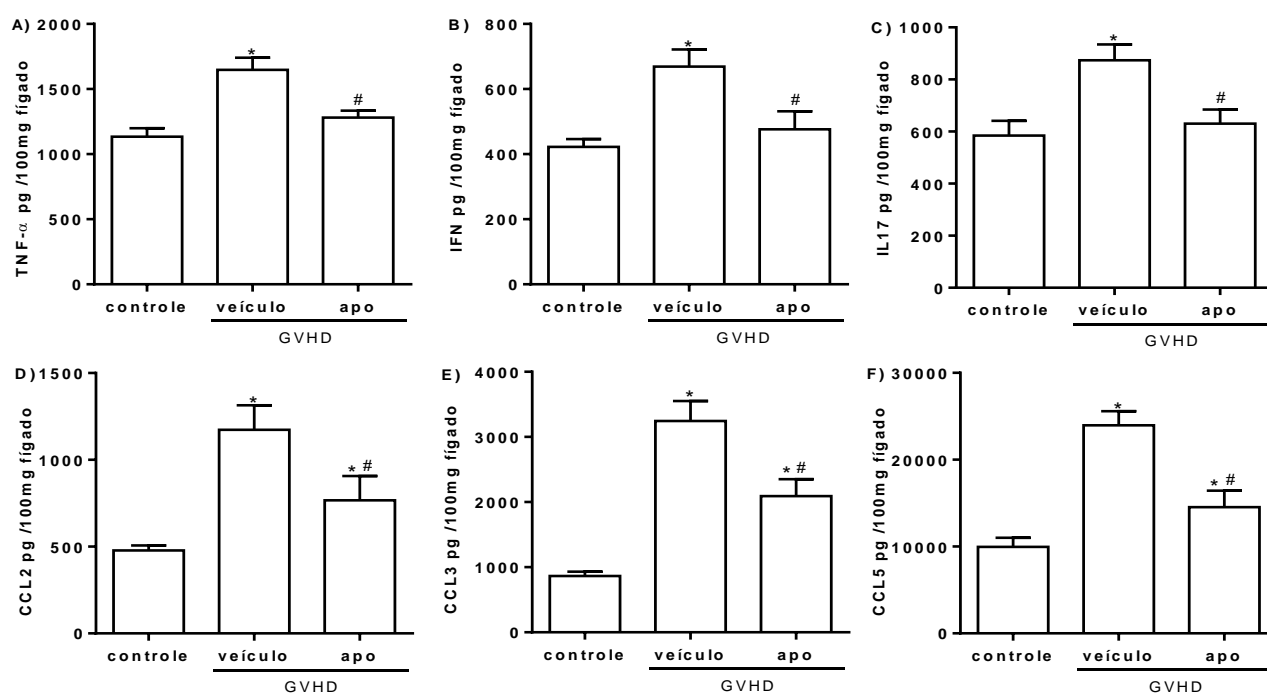 A)
TNF-α pg /100mg fígado
2000
1500
1000
500
0
*
#
controle veículo apo
GVHD
B)
IFN pg /100mg fígado
800
600
400
200
0
*
#
controle veículo apo
GVHD
C)
IL17 pg /100mg fígado
1000
800
600
400
200
0
*
#
controle veículo apo
GVHD
D)
CCL2 pg /100mg fígado
1500
1000
500
0
*
* #
controle veículo apo
GVHD
E)
CCL3 pg /100mg fígado
4000
3000
2000
1000
0
*
* #
controle veículo apo
GVHD
F)
CCL5 pg /100mg fígado
30000
20000
10000
0
*
* #
controle veículo apo
GVHD